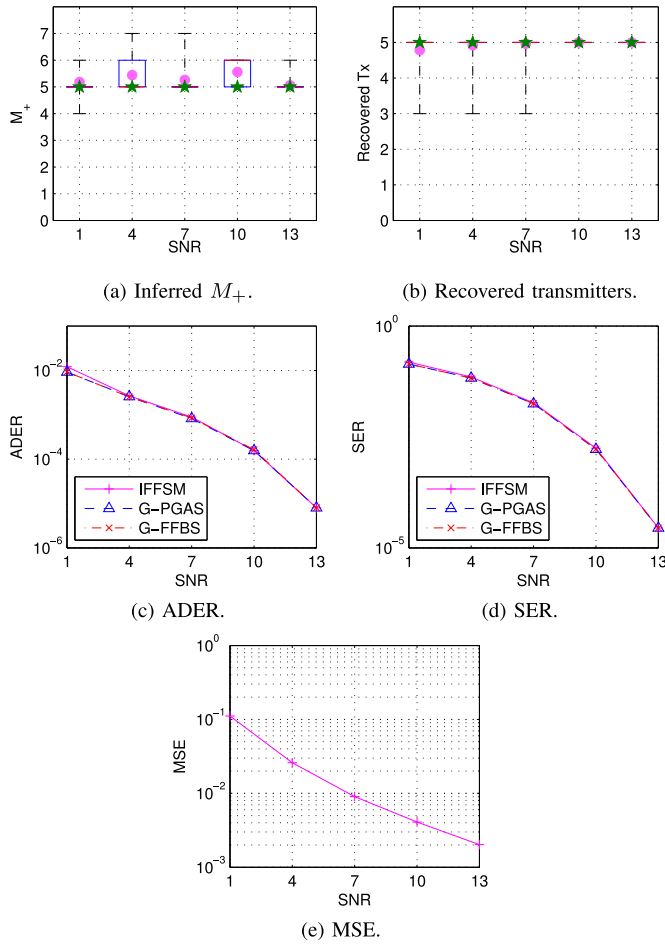 7
6
5
4
3
2
1
0
M+
1 4 7 10 13
SNR
(a) Inferred M+.
6
5
4
3
2
1
0
Recovered Tx
1 4 7 10 13
SNR
(b) Recovered transmitters.
10^-2
10^-4
10^-6
ADER
IFFSM
G-PGAS
G-FFBS
1 4 7 10 13
SNR
(c) ADER.
10^0
10^-5
SER
IFFSM
G-PGAS
G-FFBS
1 4 7 10 13
SNR
(d) SER.
10^0
10^-1
10^-2
10^-3
MSE
1 4 7 10 13
SNR
(e) MSE.